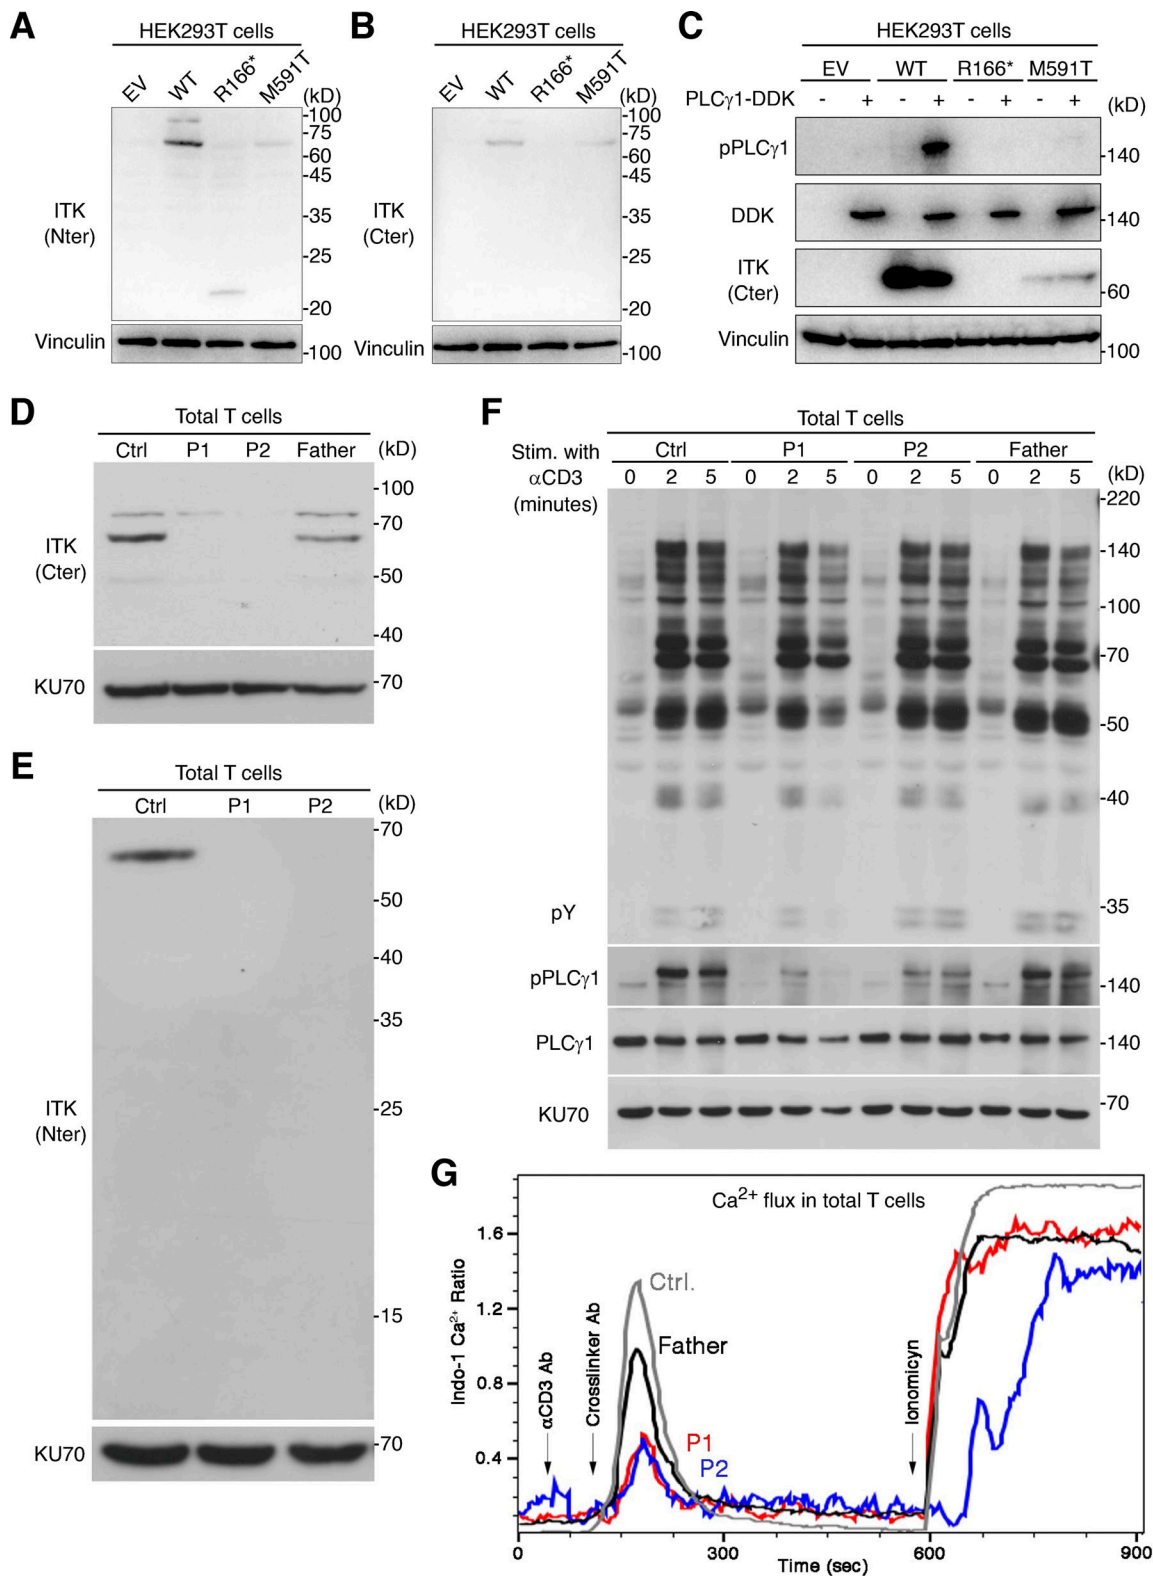 A
HEK293T cells
EV WT R166* M591T
(kD)
-100
-75
-60
-45
-35
-25
-20
ITK
(Nter)
Vinculin
-100
B
HEK293T cells
EV WT R166* M591T
(kD)
-100
-75
-60
-45
-35
-25
-20
ITK
(Cter)
Vinculin
-100
C
HEK293T cells
EV WT R166* M591T
PLCγ1-DDK - + - + - + - + (kD)
pPLCγ1 -140
DDK -140
ITK
(Cter)
-60
Vinculin
-100
D
Total T cells
Ctrl P1 P2 Father (kD)
-100
-70
-50
-40
ITK
(Cter)
KU70 -70
E
Total T cells
Ctrl P1 P2 (kD)
-70
-50
-40
-35
-25
-15
ITK
(Nter)
KU70 -70
F
Total T cells
Stim. with
αCD3
(minutes)
Ctrl P1 P2 Father
0 2 5 0 2 5 0 2 5 0 2 5 (kD)
-220
-140
-100
-70
-50
-40
-35
pY
pPLCγ1 -140
PLCγ1 -140
KU70 -70
G
Ca2+ flux in total T cells
Indo-1 Ca2+ Ratio
1.6
1.2
0.8
0.4
αCD3 Ab
Crosslinker Ab
Ionomicyn
Ctrl.
Father
P1
P2
0 300 600 900
Time (sec)